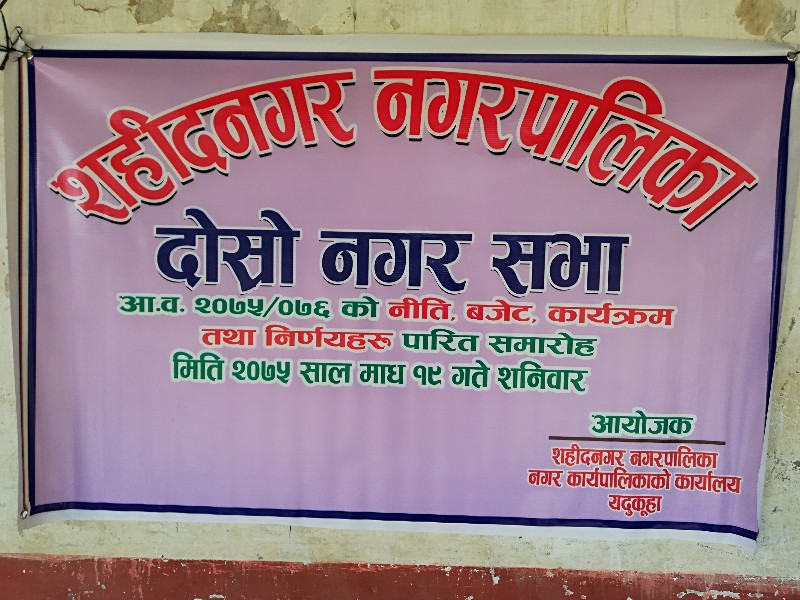 शहीदनगर नगरपालिका
दोस्रो नगर सभा
आ.व. २०७५/०७६ को नीति, बजेट, कार्यक्रम
तथा निर्णयहरू पारित समारोह
मिति २०७५ साल माघ १९ गते शनिवार
आयोजक
शहीदनगर नगरपालिका
नगर कार्यपालिकाको कार्यालय
यदुकूहा